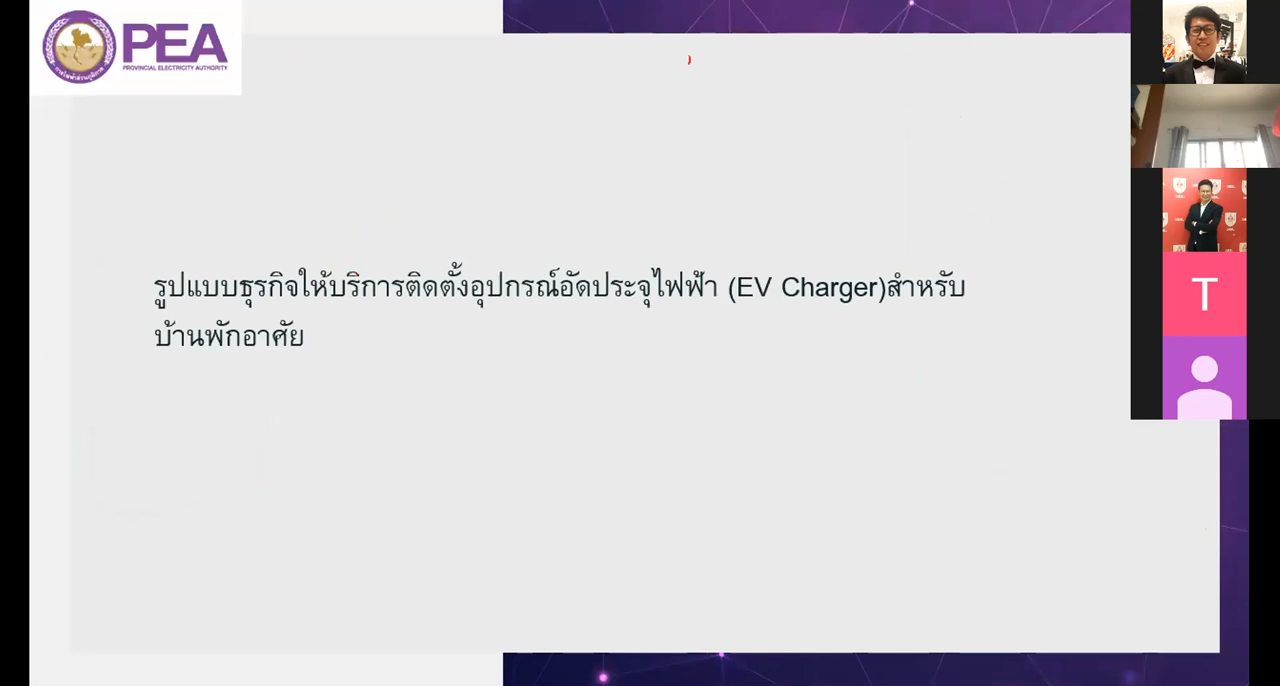 PEA
PROVINCIAL ELECTRICITY AUTHORITY
รูปแบบธุรกิจให้บริการติดตั้งอุปกรณ์อัดประจุไฟฟ้า (EV Charger)สำหรับ
บ้านพักอาศัย
T